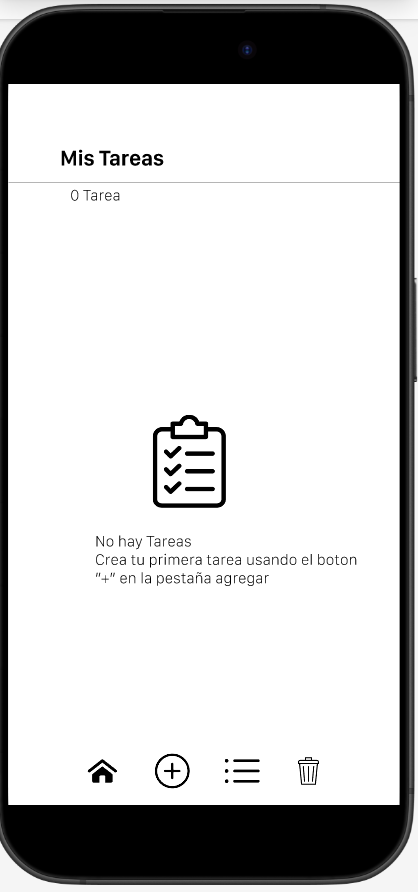 Mis Tareas
0 Tarea
No hay Tareas
Crea tu primera tarea usando el boton
"+" en la pestaña agregar